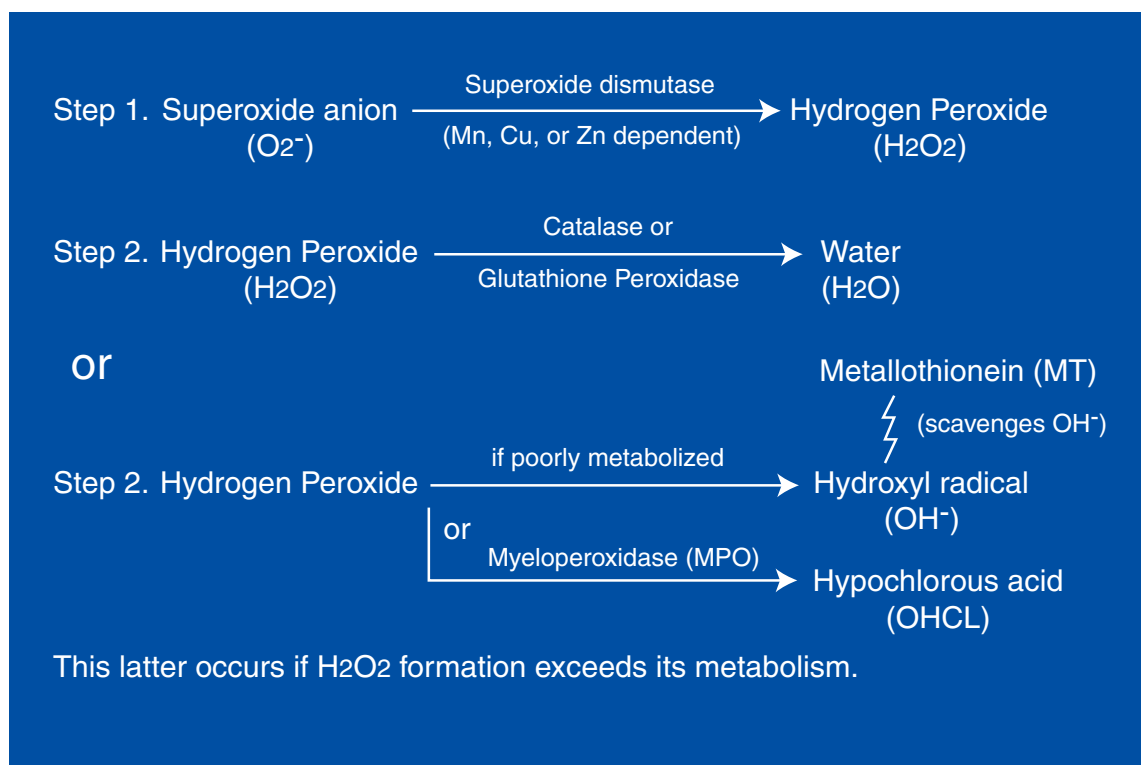 Superoxide dismutase
Step 1. Superoxide anion Hydrogen Peroxide
(O2-) (Mn, Cu, or Zn dependent) (H2O2)
Catalase or
Step 2. Hydrogen Peroxide Water
(H2O2) Glutathione Peroxidase (H2O)
or
Metallothionein (MT)
(scavenges OH-)
if poorly metabolized
Step 2. Hydrogen Peroxide Hydroxyl radical
(OH-)
or
Myeloperoxidase (MPO)
Hypochlorous acid
(OHCL)
This latter occurs if H2O2 formation exceeds its metabolism.